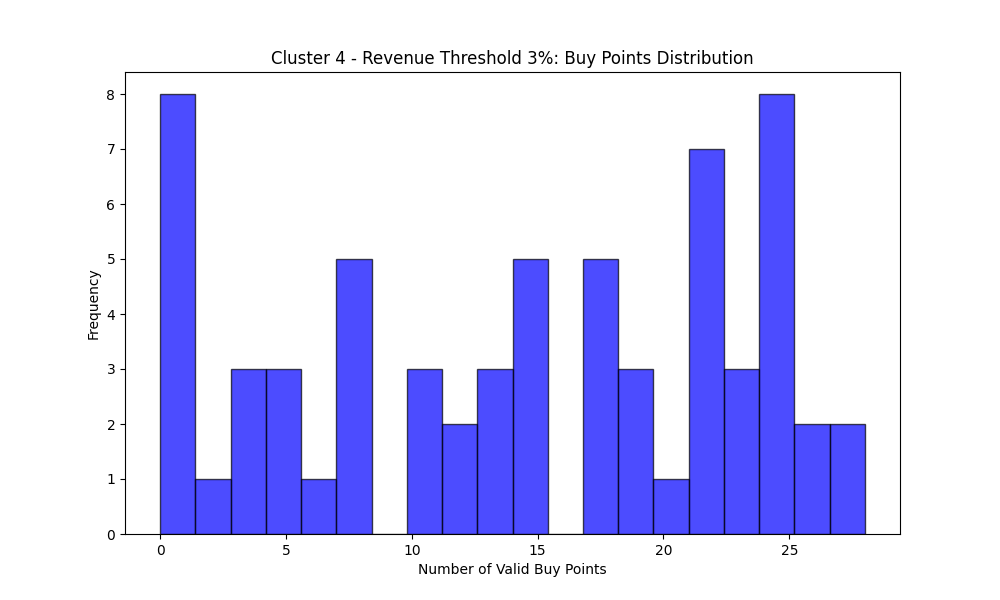 Cluster 4 - Revenue Threshold 3%: Buy Points Distribution
8
7
6
5
4
3
2
1
0
Frequency
0 5 10 15 20 25
Number of Valid Buy Points